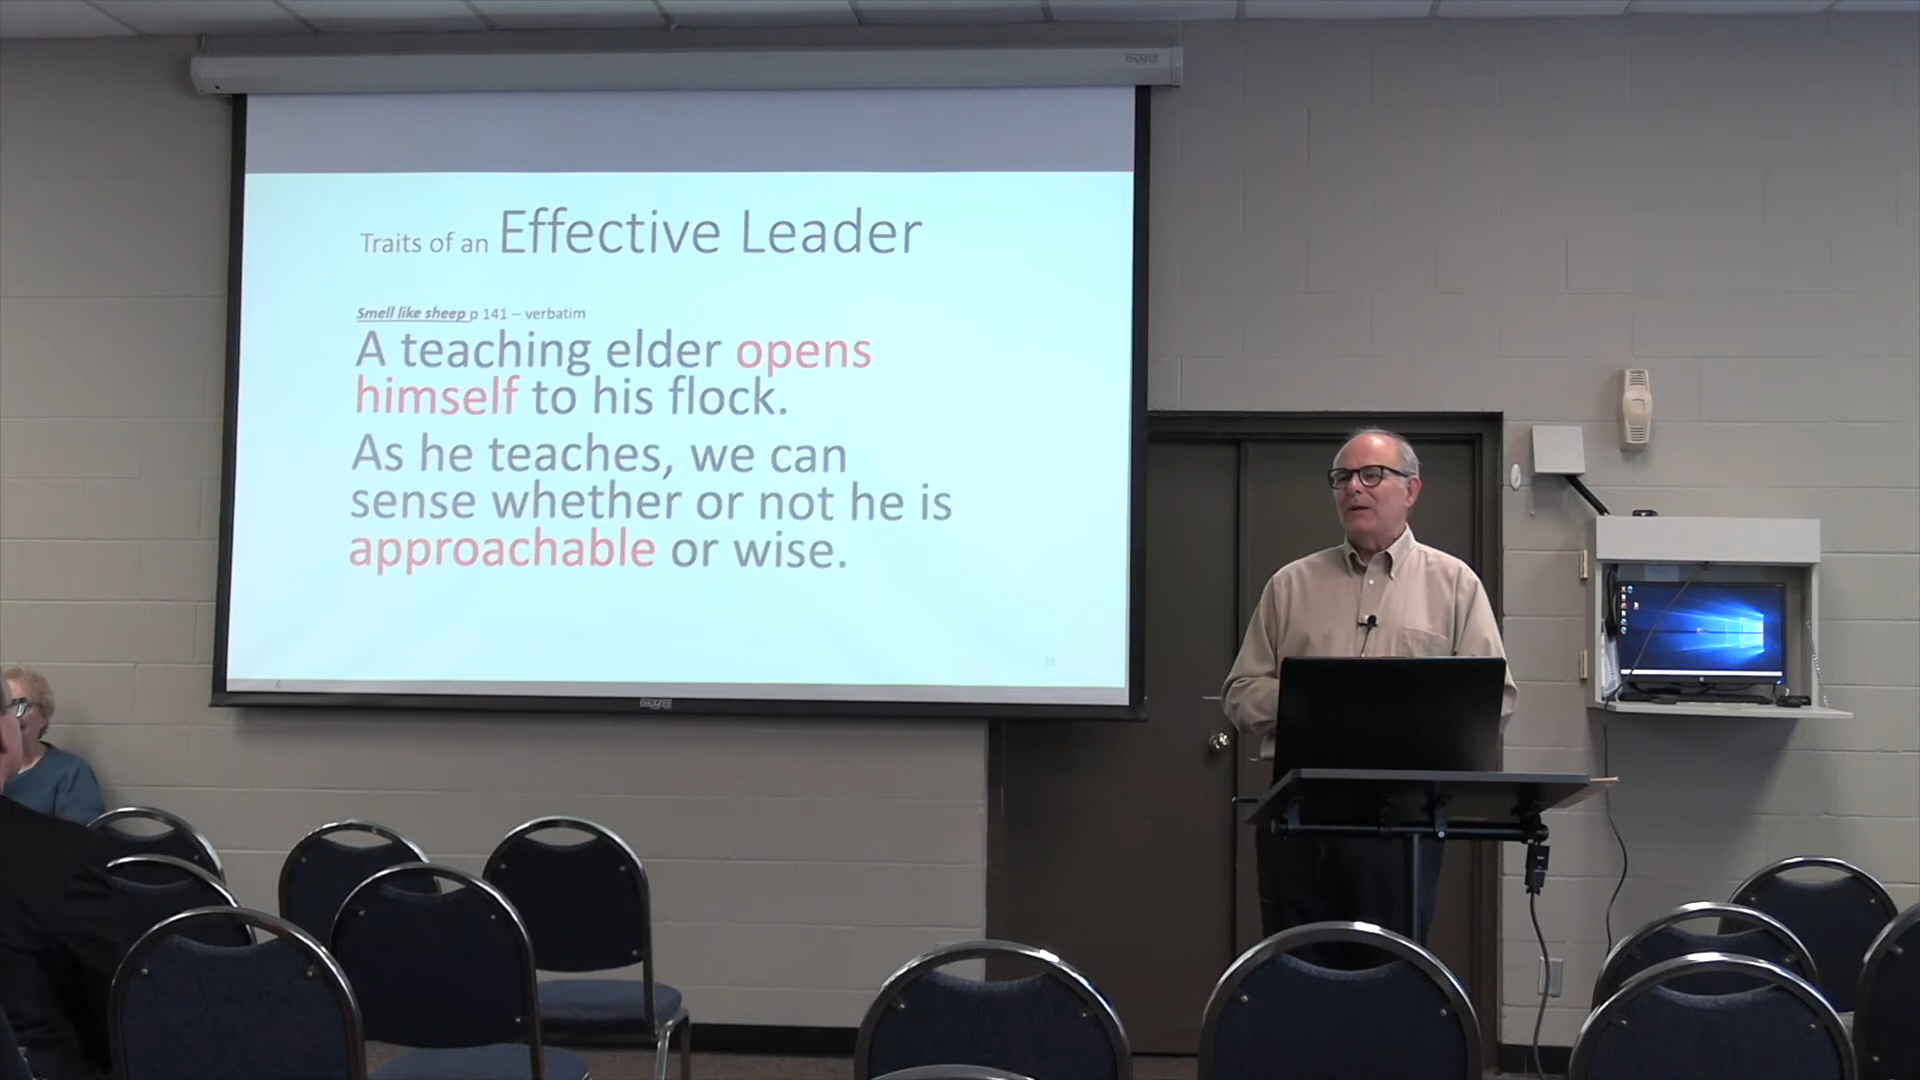 Traits of an Effective Leader
Smell like sheep p 141 – verbatim
A teaching elder opens
himself to his flock.
As he teaches, we can
sense whether or not he is
approachable or wise.